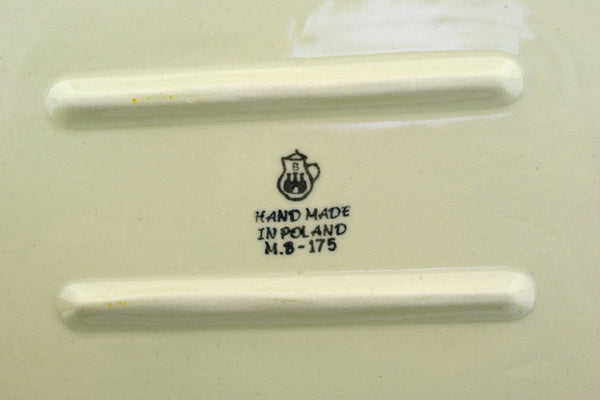 B
HAND MADE
IN POLAND
M.B-175